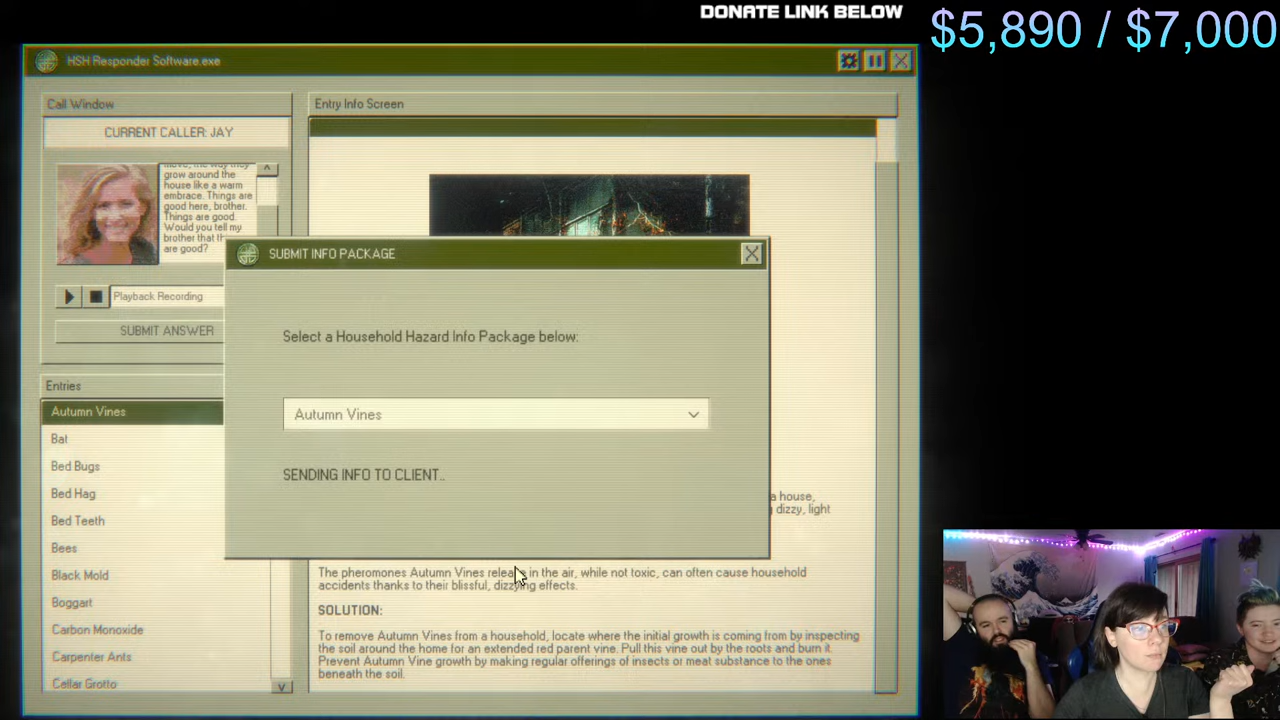 DONATE LINK BELOW
$5,890 / $7,000
HSH Responder Software.exe
Call Window
CURRENT CALLER: JAY
move, the way they
grow around the
house like a warm
embrace. Things are
good here, brother.
Things are good.
Would you tell my
brother that th
are good?
Playback Recording
SUBMIT ANSWER
Entries
Autumn Vines
Bat
Bed Bugs
Bed Hag
Bed Teeth
Bees
Black Mold
Boggart
Carbon Monoxide
Carpenter Ants
Cellar Grotto
Entry Info Screen
SUBMIT INFO PACKAGE
Select a Household Hazard Info Package below:
Autumn Vines
SENDING INFO TO CLIENT..
a house,
dizzy, light
The pheromones Autumn Vines release in the air, while not toxic, can often cause household
accidents thanks to their blissful, dizzying effects.
SOLUTION:
To remove Autumn Vines from a household, locate where the initial growth is coming from by inspecting
the soil around the home for an extended red parent vine. Pull this vine out by the roots and burn it.
Prevent Autumn Vine growth by making regular offerings of insects or meat substance to the ones
beneath the soil.